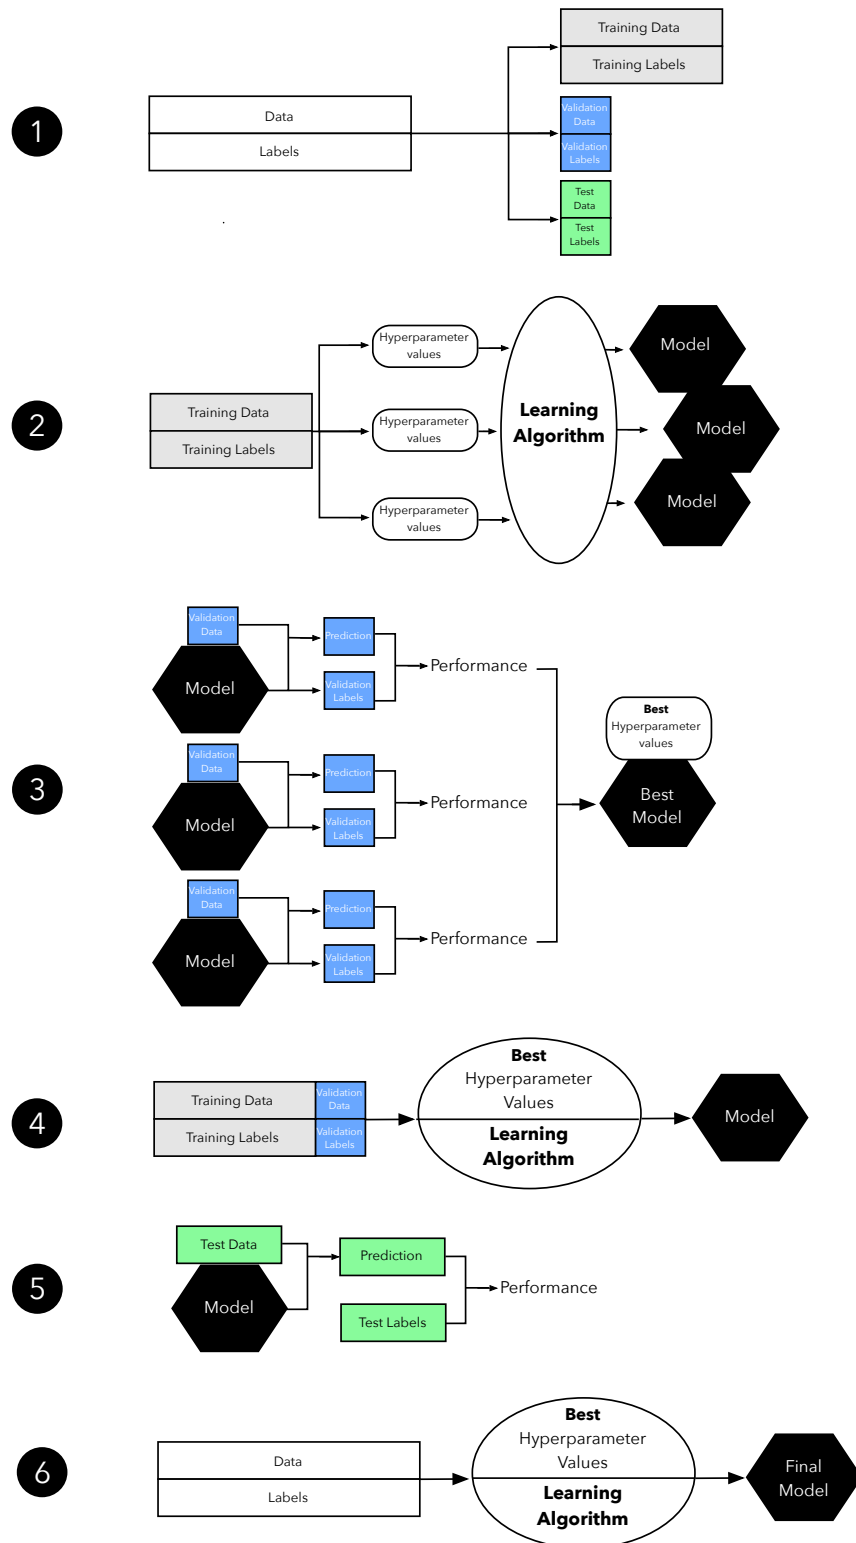 1
Data
Labels
Training Data
Training Labels
Validation
Data
Validation
Labels
Test
Data
Test
Labels
2
Training Data
Training Labels
Hyperparameter
values
Hyperparameter
values
Hyperparameter
values
Learning
Algorithm
Model
Model
Model
3
Validation
Data
Model
Prediction
Validation
Labels
Performance
Validation
Data
Model
Prediction
Validation
Labels
Performance
Validation
Data
Model
Prediction
Validation
Labels
Performance
Best
Hyperparameter
values
Best
Model
4
Training Data
Training Labels
Validation
Data
Validation
Labels
Best
Hyperparameter
Values
Learning
Algorithm
Model
5
Test Data
Model
Prediction
Test Labels
Performance
6
Data
Labels
Best
Hyperparameter
Values
Learning
Algorithm
Final
Model